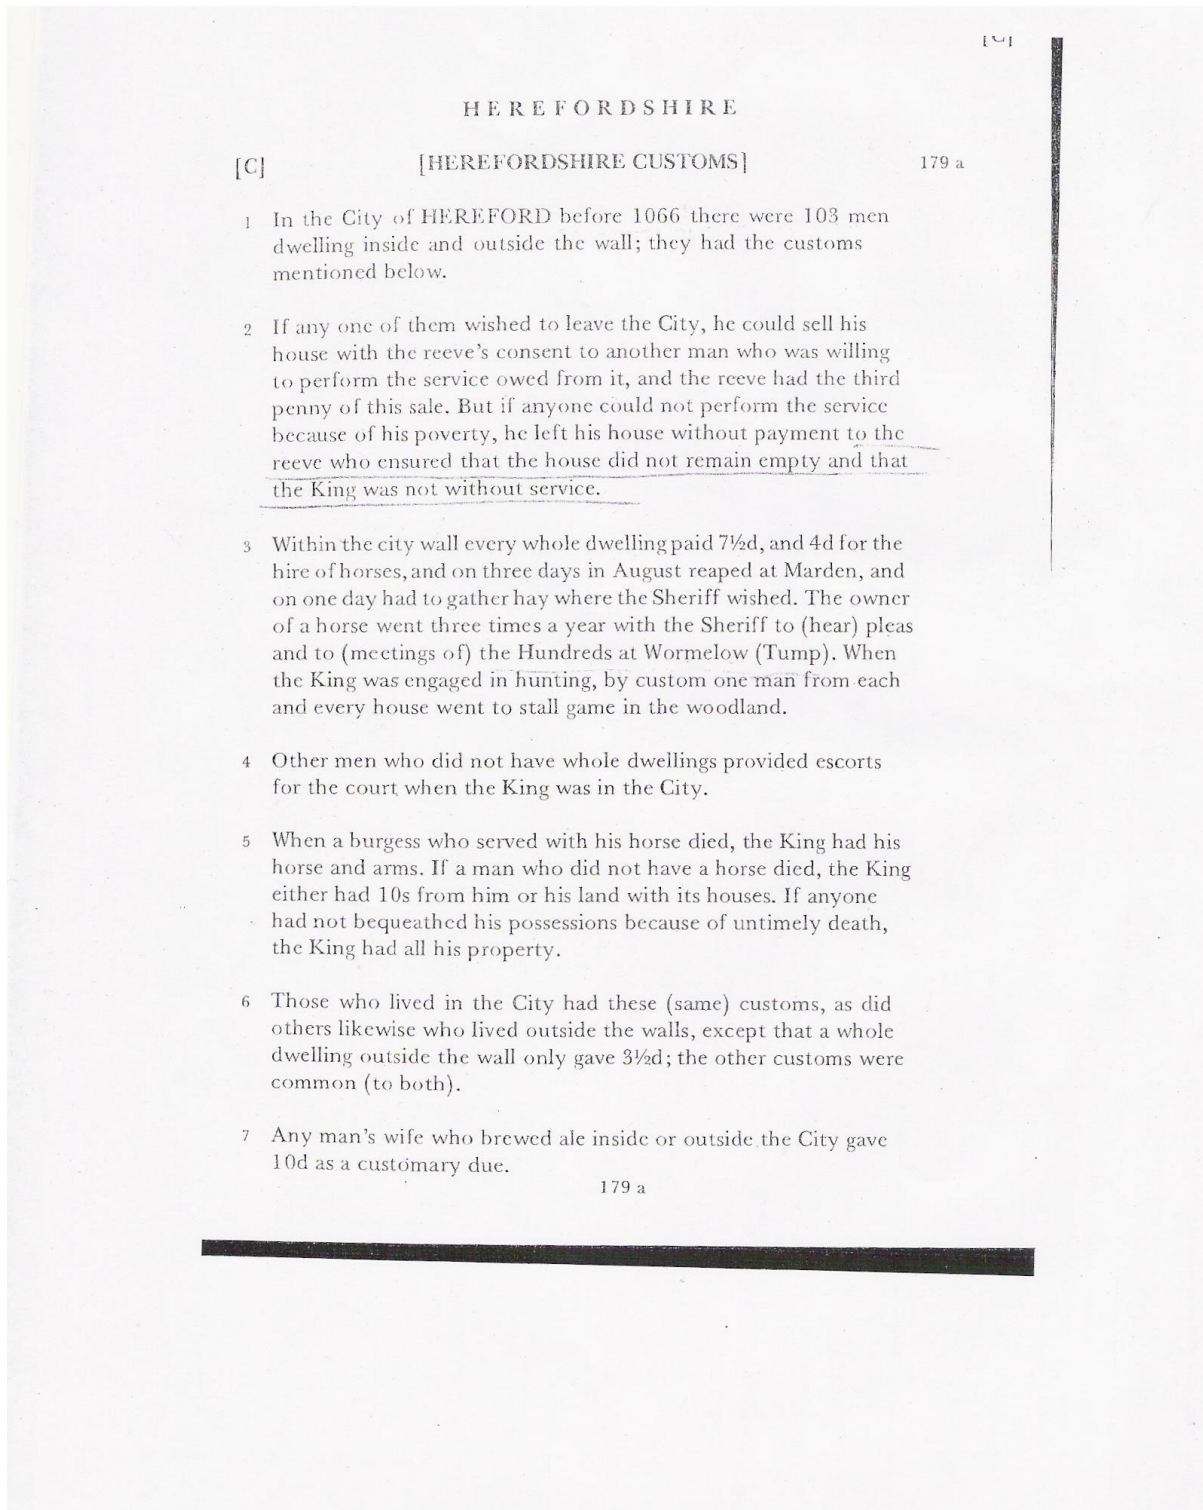 [C]
HEREFORDSHIRE
[C] [HEREFORDSHIRE CUSTOMS] 179 a
1 In the City of HEREFORD before 1066 there were 103 men
dwelling inside and outside the wall; they had the customs
mentioned below.
2 If any one of them wished to leave the City, he could sell his
house with the reeve's consent to another man who was willing
to perform the service owed from it, and the reeve had the third
penny of this sale. But if anyone could not perform the service
because of his poverty, he left his house without payment to the
reeve who ensured that the house did not remain empty and that
the King was not without service.
3 Within the city wall every whole dwelling paid 7½d, and 4d for the
hire of horses, and on three days in August reaped at Marden, and
on one day had to gather hay where the Sheriff wished. The owner
of a horse went three times a year with the Sheriff to (hear) pleas
and to (meetings of) the Hundreds at Wormelow (Tump). When
the King was engaged in hunting, by custom one man from each
and every house went to stall game in the woodland.
4 Other men who did not have whole dwellings provided escorts
for the court when the King was in the City.
5 When a burgess who served with his horse died, the King had his
horse and arms. If a man who did not have a horse died, the King
either had 10s from him or his land with its houses. If anyone
had not bequeathed his possessions because of untimely death,
the King had all his property.
6 Those who lived in the City had these (same) customs, as did
others likewise who lived outside the walls, except that a whole
dwelling outside the wall only gave 3½d; the other customs were
common (to both).
7 Any man's wife who brewed ale inside or outside the City gave
10d as a customary due.
179 a